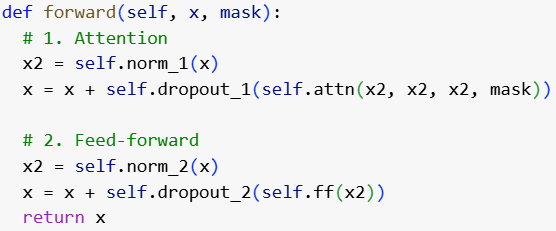 def forward(self, x, mask):
# 1. Attention
x2 = self.norm_1(x)
x = x + self.dropout_1(self.attn(x2, x2, x2, mask))
# 2. Feed-forward
x2 = self.norm_2(x)
x = x + self.dropout_2(self.ff(x2))
return x